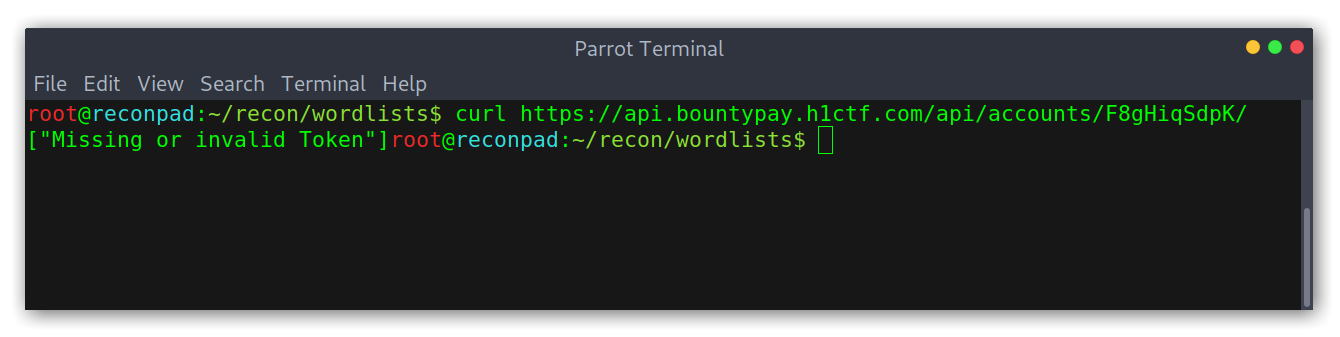 Parrot Terminal
File Edit View Search Terminal Help
root@reconpad:~/recon/wordlists$ curl https://api.bountypay.h1ctf.com/api/accounts/F8gHiqSdpK/
["Missing or invalid Token"]root@reconpad:~/recon/wordlists$